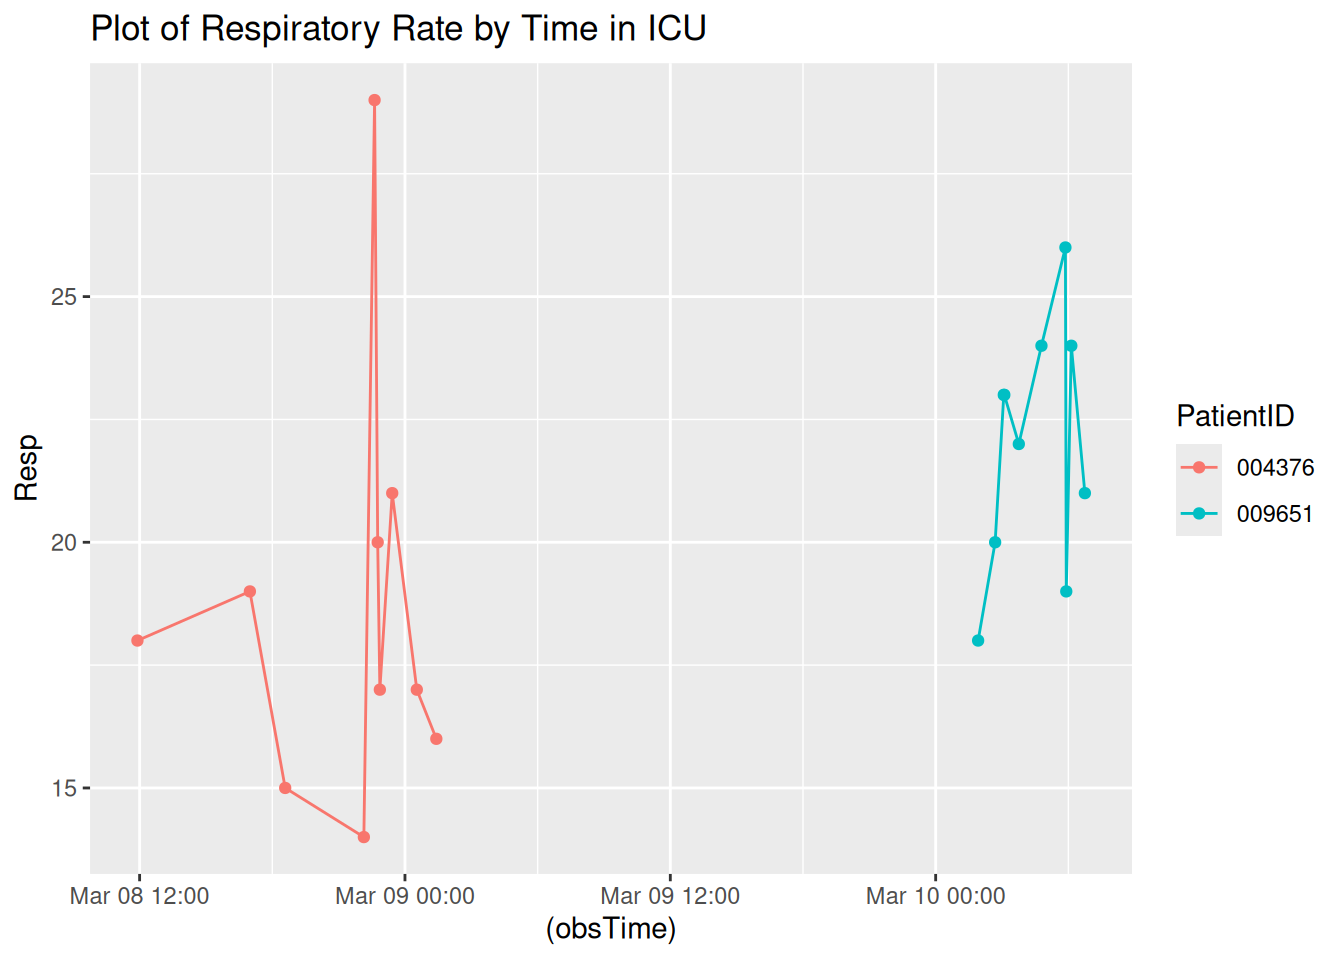 Plot of Respiratory Rate by Time in ICU
Resp
25
20
15
Mar 08 12:00 Mar 09 00:00 Mar 09 12:00 Mar 10 00:00
(obsTime)
PatientID
004376
009651